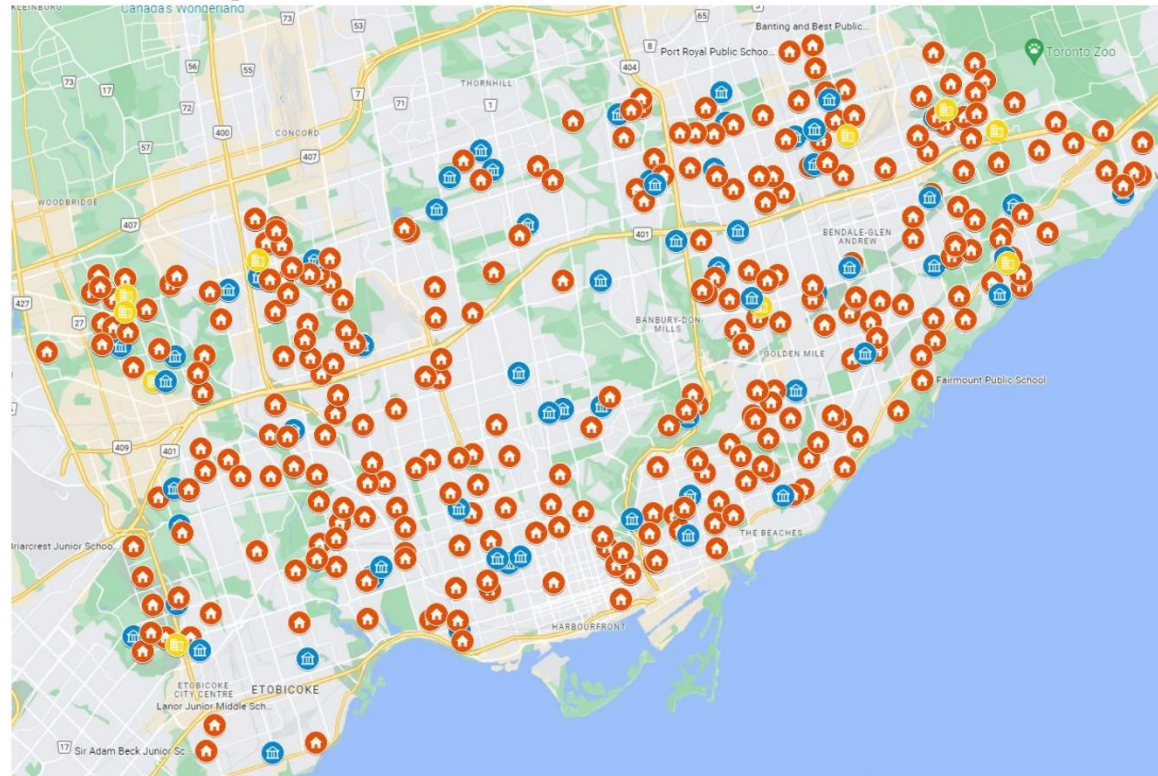 KLEINBURG
Canada's Wonderland
73
53
65
Banting and Best Public...
8
Port Royal Public Schoo...
Toronto Zoo
56
404
55
73
7
THORNHILL
72
71
1
400
CONCORD
57
407
WOODBRIDGE
407
401
BENDALE-GLEN
ANDREW
427
27
BANBURY-DON
MILLS
GOLDEN MILE
Fairmount Public School
409
401
THE BEACHES
Briarcrest Junior Schoo...
HARBOURFRONT
ETOBICOKE
CITY CENTRE
ETOBICOKE
Lanor Junior Middle Sch...
17
Sir Adam Beck Junior Sc...